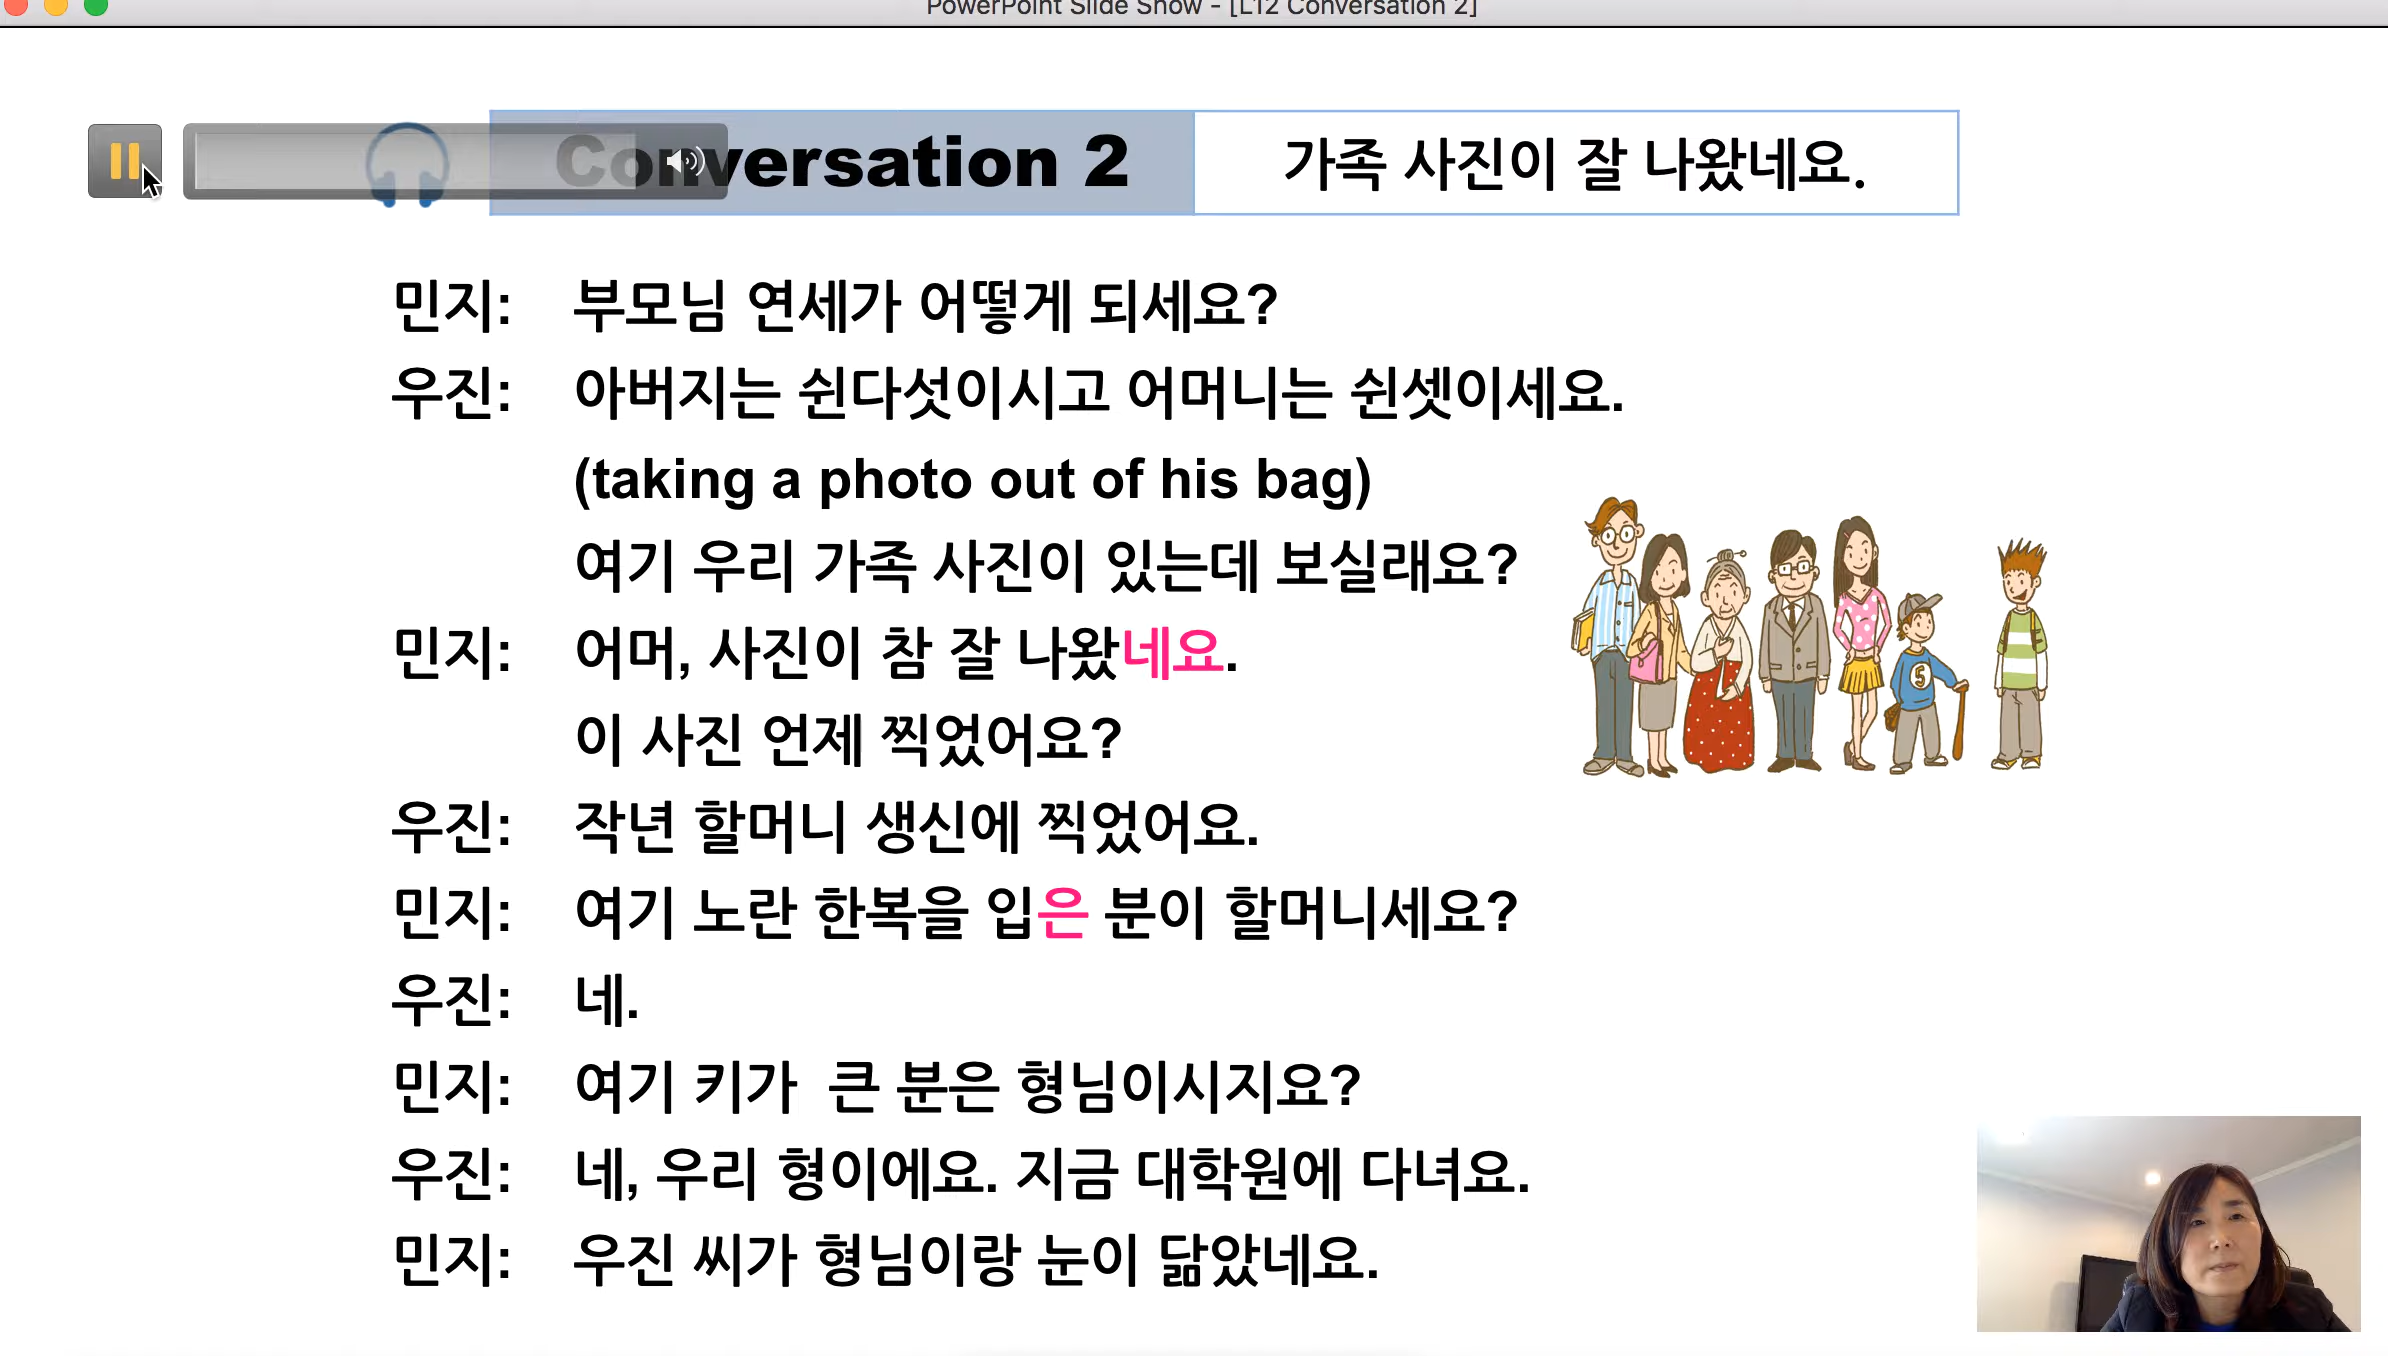 PowerPoint Slide Show - [L12 Conversation 2]
Conversation 2
가족 사진이 잘 나왔네요.
민지: 부모님 연세가 어떻게 되세요?
우진: 아버지는 쉰다섯이시고 어머니는 쉰셋이세요.
(taking a photo out of his bag)
여기 우리 가족 사진이 있는데 보실래요?
민지: 어머, 사진이 참 잘 나왔네요.
이 사진 언제 찍었어요?
우진: 작년 할머니 생신에 찍었어요.
민지: 여기 노란 한복을 입은 분이 할머니세요?
우진: 네.
민지: 여기 키가 큰 분은 형님이시지요?
우진: 네, 우리 형이에요. 지금 대학원에 다녀요.
민지: 우진 씨가 형님이랑 눈이 닮았네요.
5